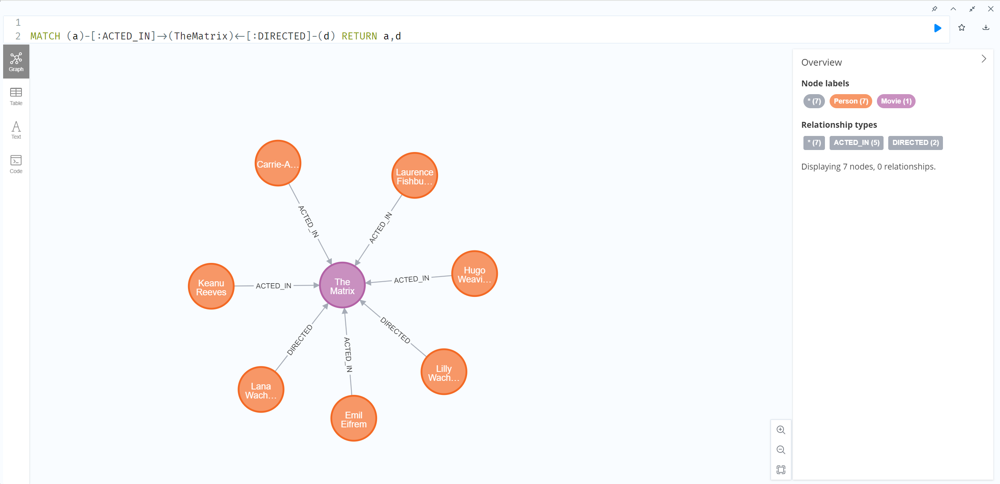 1
2 MATCH (a)-[:ACTED_IN]→(TheMatrix)←[:DIRECTED]-(d) RETURN a,d
Graph
Table
Text
Code
Carrie-A...
Laurence
Fishbu...
ACTED_IN
ACTED_IN
Hugo
Weavi...
ACTED_IN
Keanu
Reeves
ACTED_IN
The
Matrix
DIRECTED
ACTED_IN
DIRECTED
Lilly
Wach...
Lana
Wach...
Emil
Eifrem
Overview
Node labels
* (7) Person (7) Movie (1)
Relationship types
* (7) ACTED_IN (5) DIRECTED (2)
Displaying 7 nodes, 0 relationships.